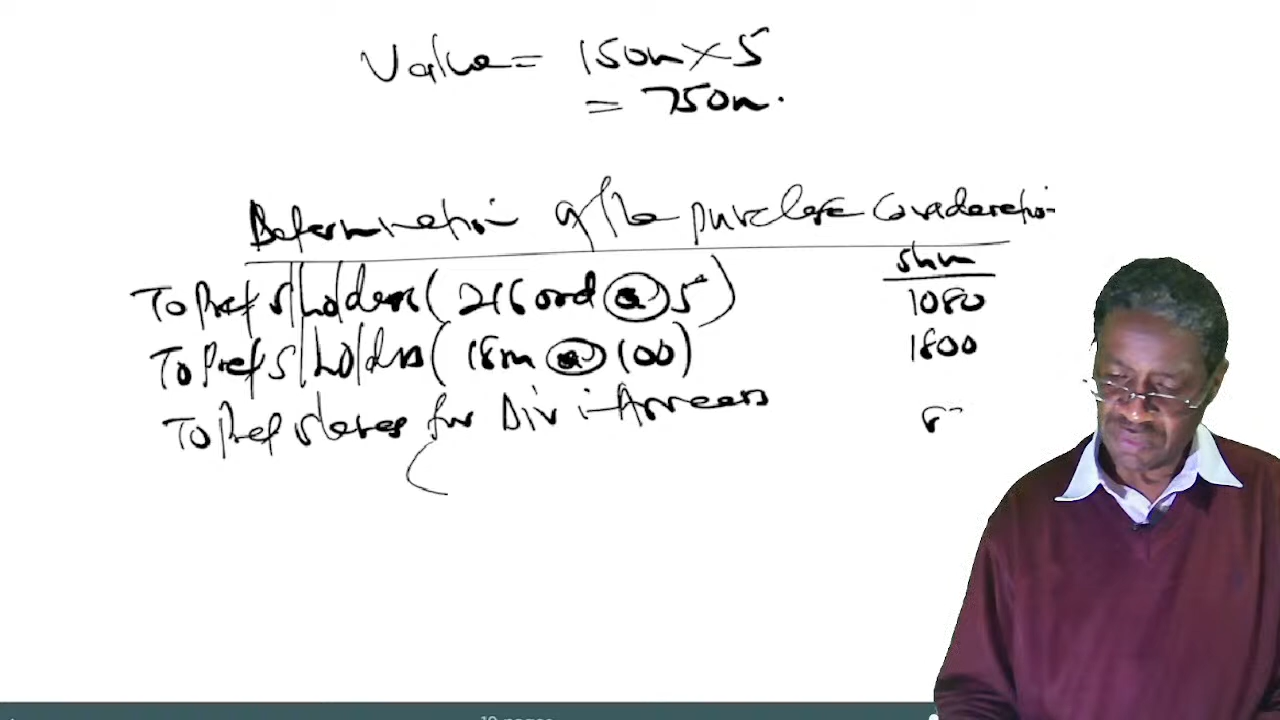 Value = 150m × 5
= 750m.
Determination of the purchase consideration
shm
To Pref s/holders (216 ord @ 5) 1080
To Pref s/holders (18m @ 100) 1800
To Pref shares for Div in Arrears
(